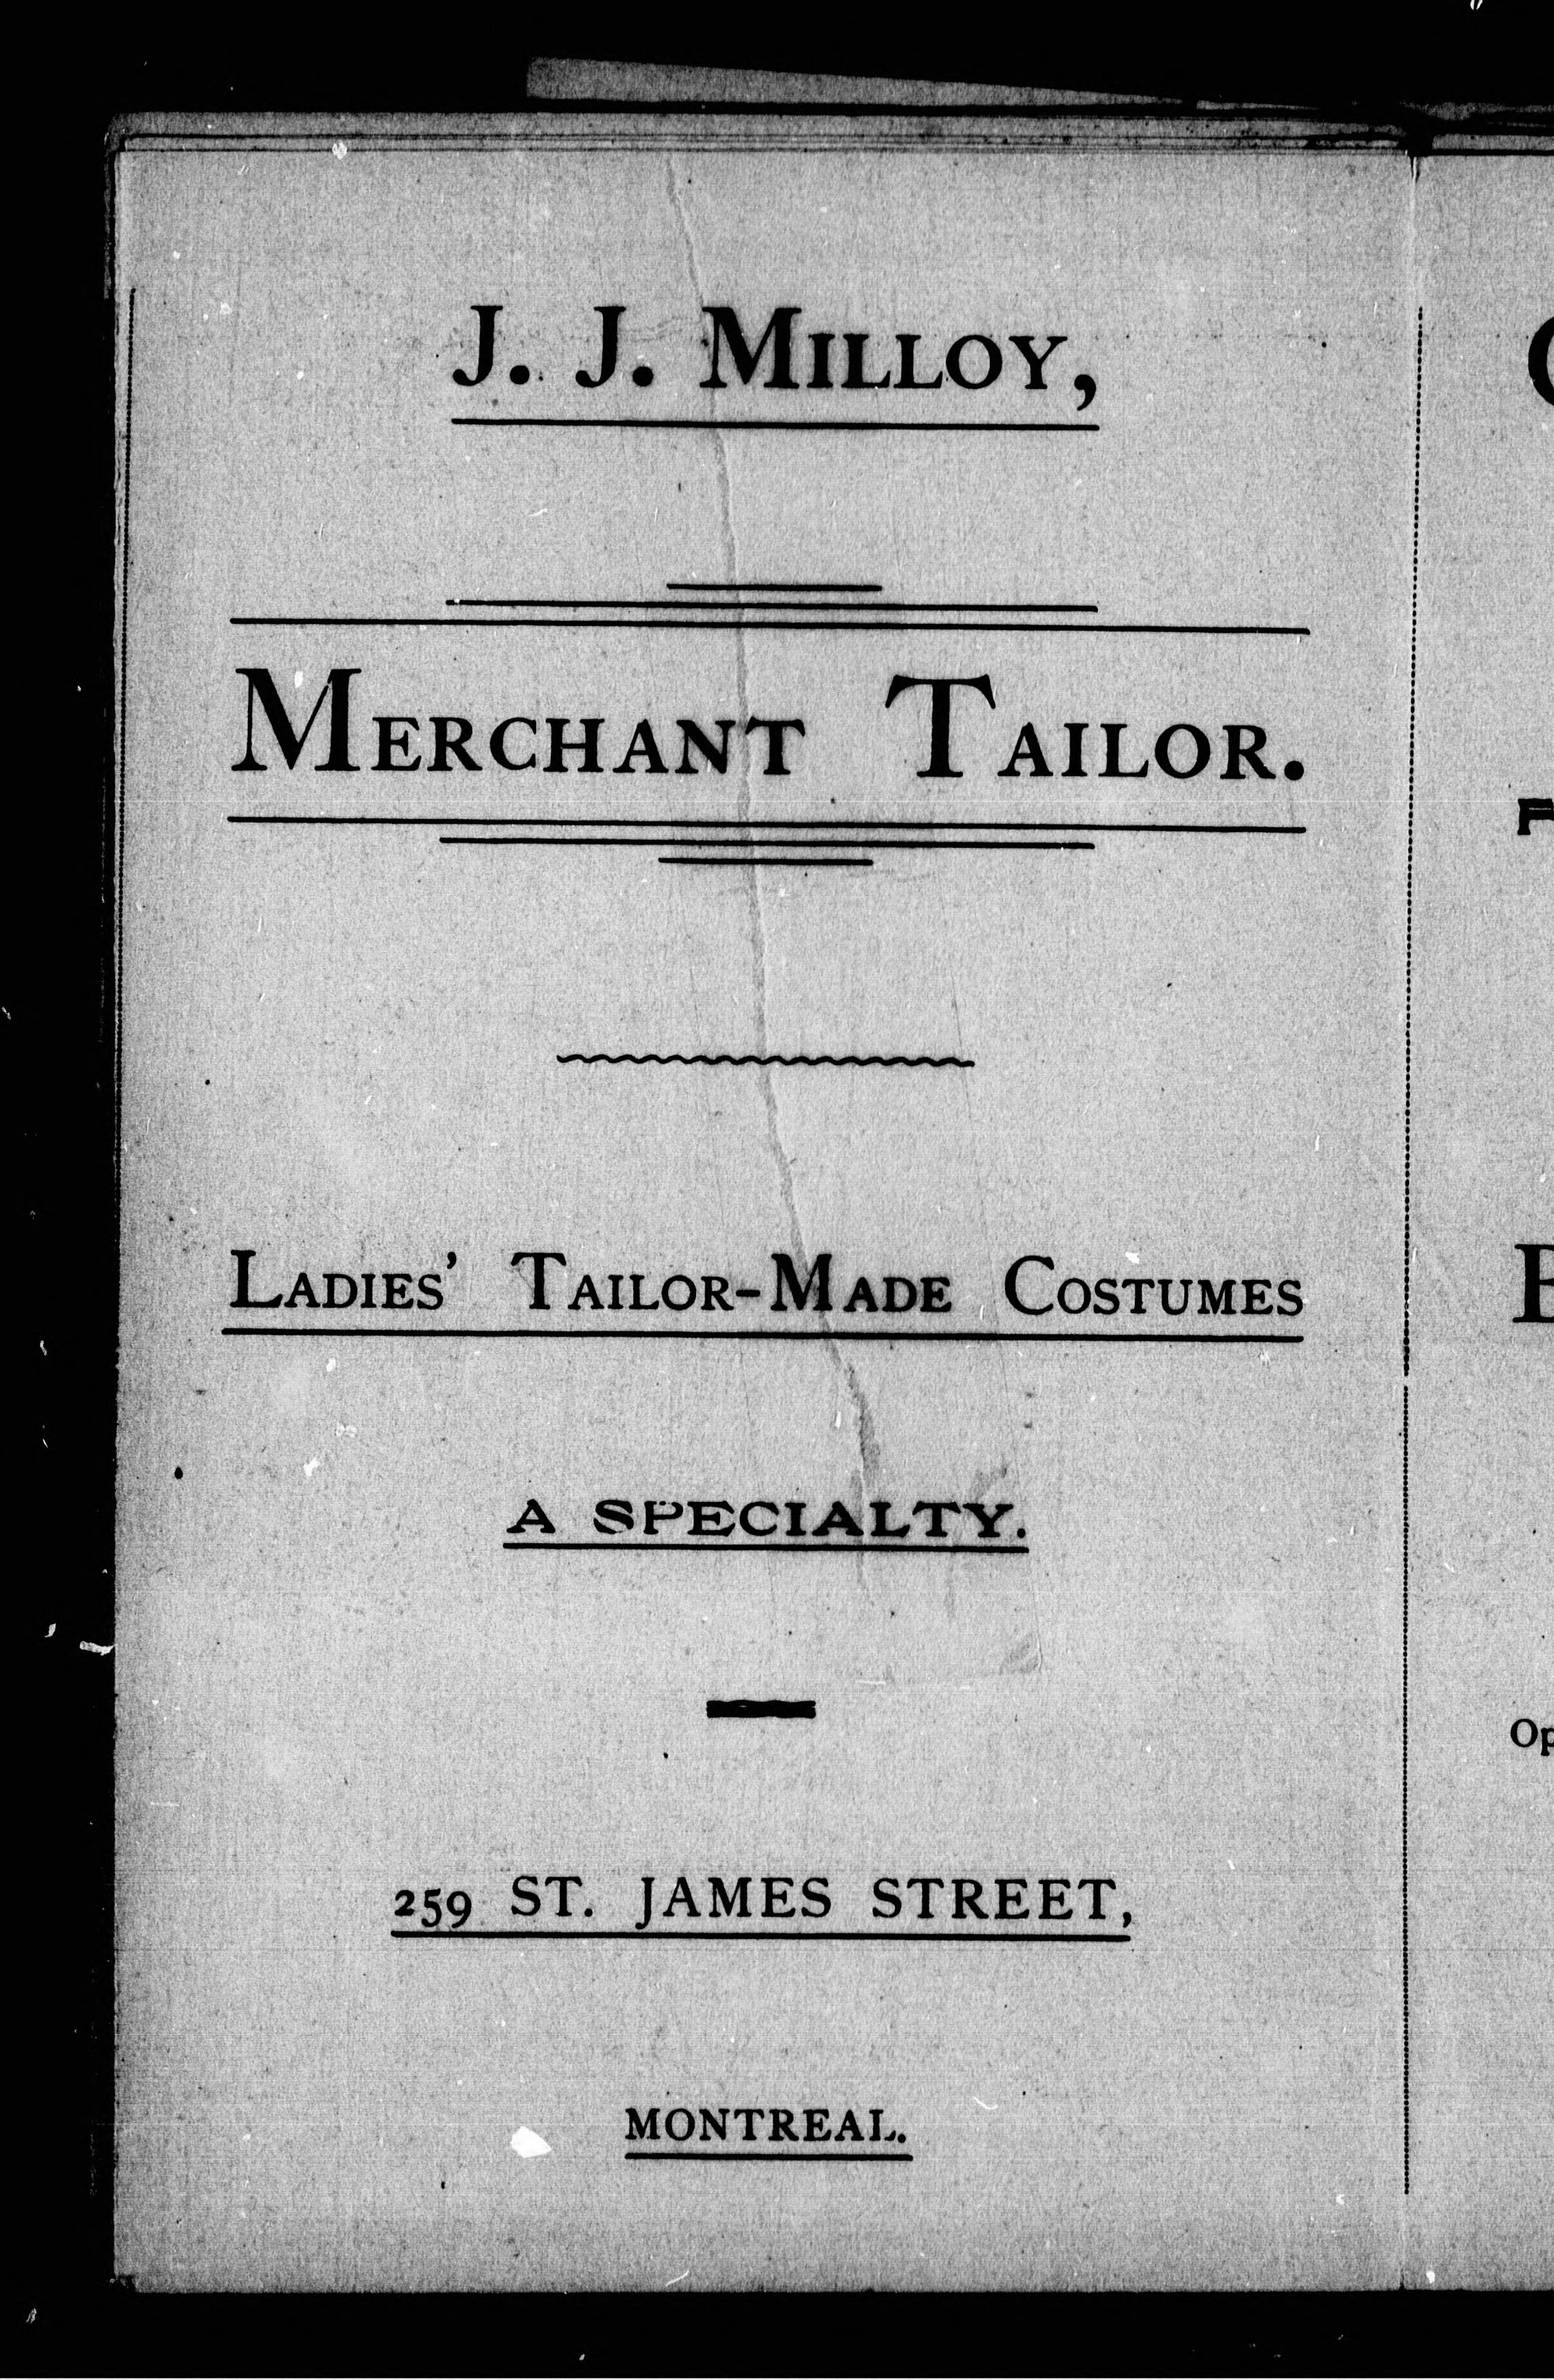 J. J. MILLOY,
MERCHANT TAILOR.
LADIES' TAILOR-MADE COSTUMES
A SPECIALTY.
259 ST. JAMES STREET,
MONTREAL.